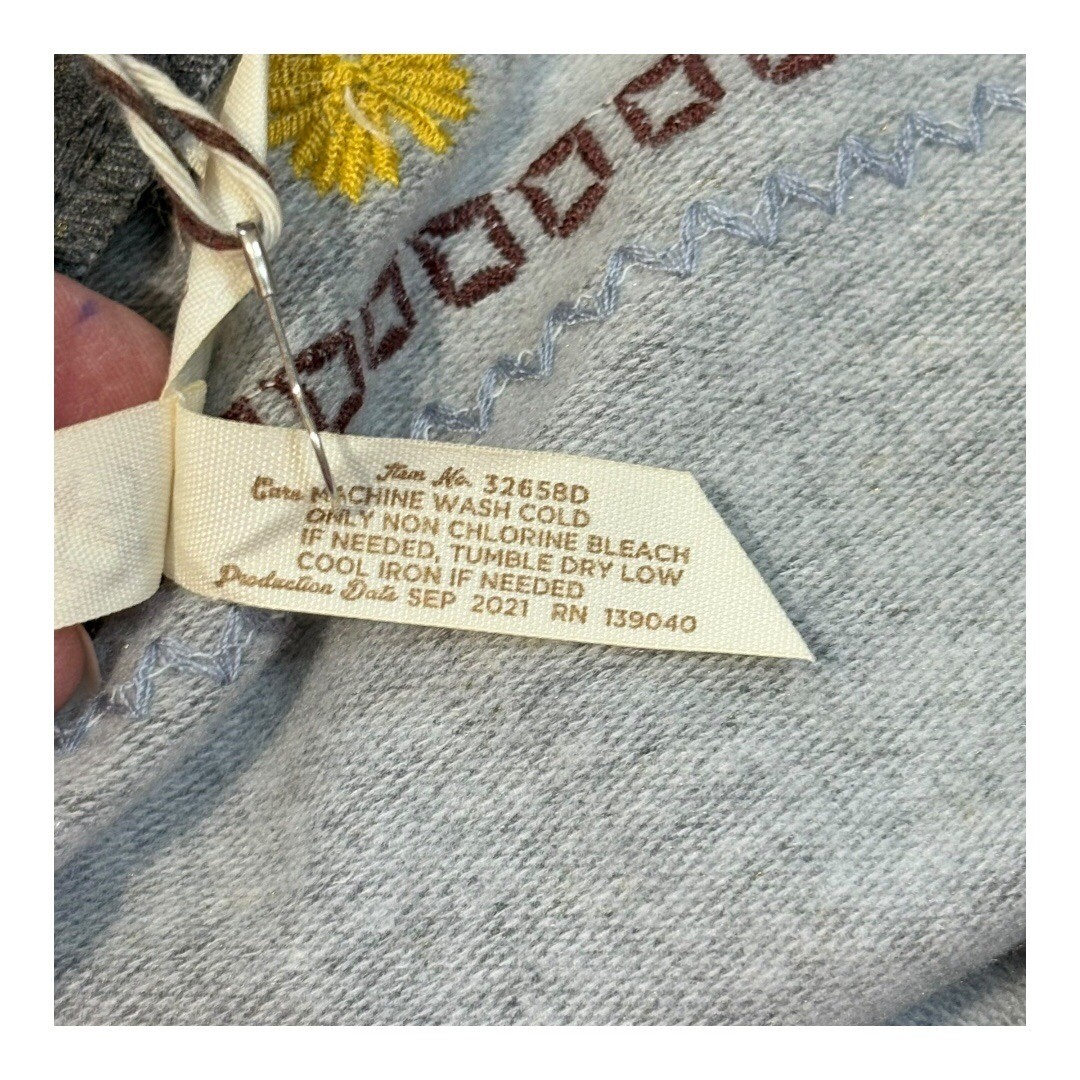 Item No. 32658D
Care MACHINE WASH COLD
ONLY NON CHLORINE BLEACH
IF NEEDED, TUMBLE DRY LOW
COOL IRON IF NEEDED
Production Date SEP 2021 RN 139040